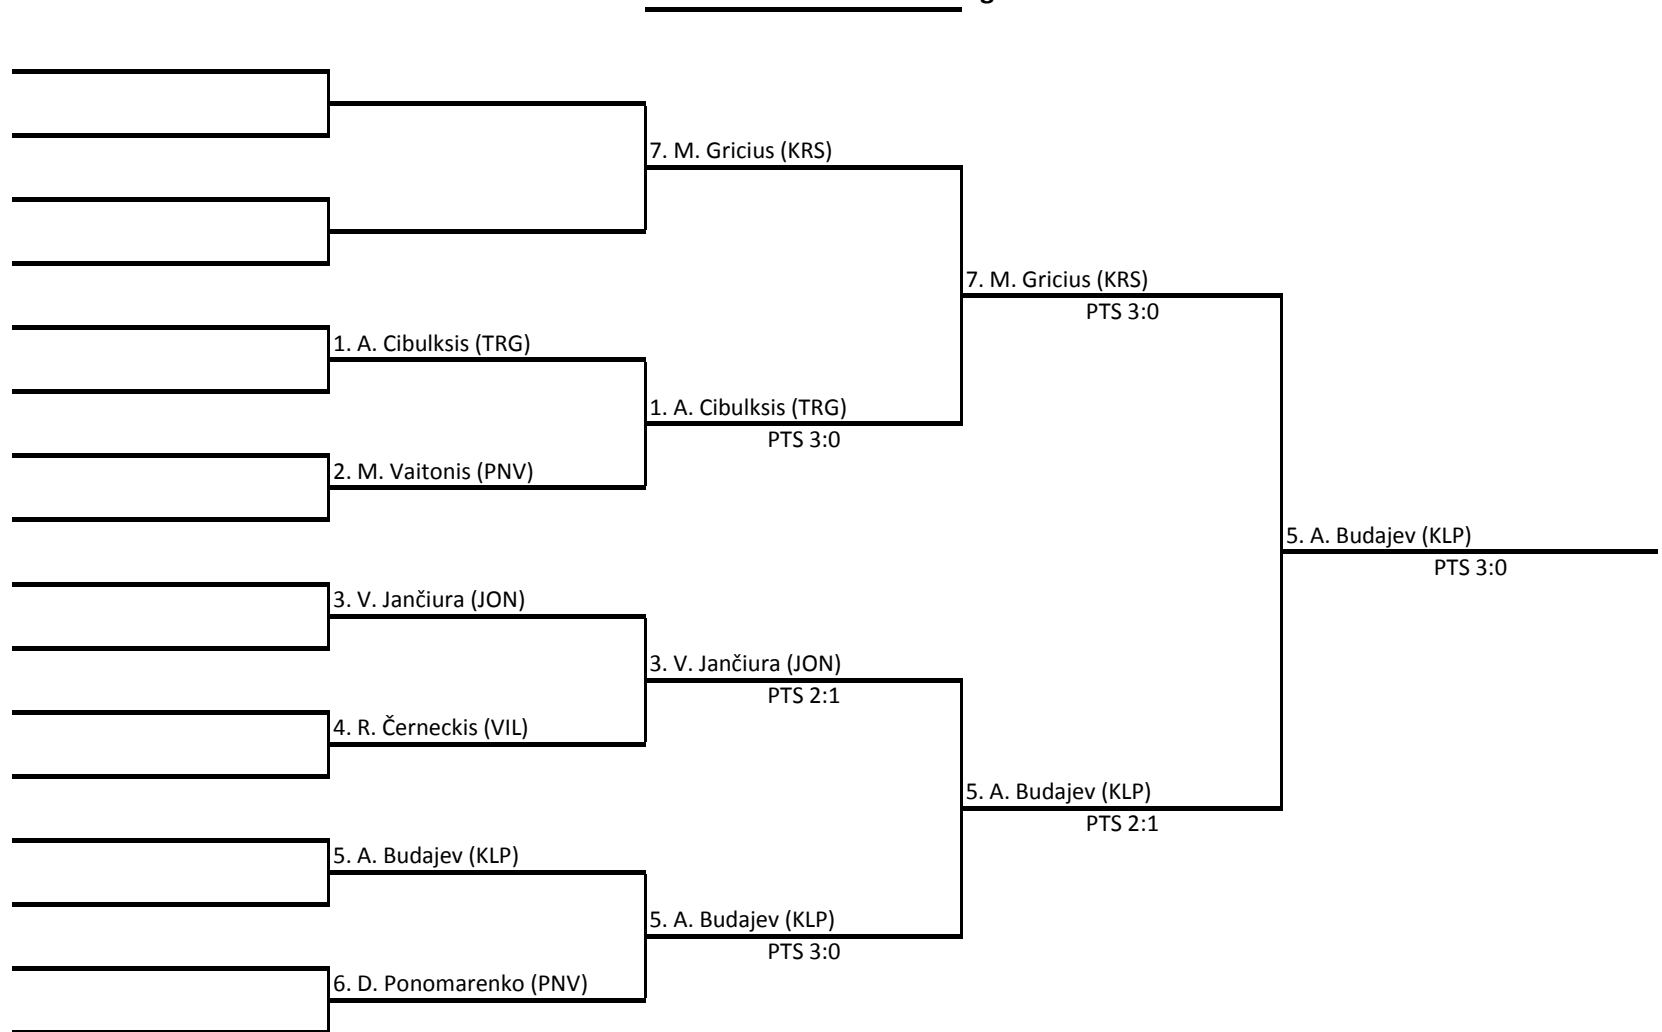 7. M. Gricius (KRS)
7. M. Gricius (KRS)
PTS 3:0
1. A. Cibulksis (TRG)
1. A. Cibulksis (TRG)
PTS 3:0
2. M. Vaitonis (PNV)
5. A. Budajev (KLP)
PTS 3:0
3. V. Jančiura (JON)
3. V. Jančiura (JON)
PTS 2:1
4. R. Černeckis (VIL)
5. A. Budajev (KLP)
PTS 2:1
5. A. Budajev (KLP)
5. A. Budajev (KLP)
PTS 3:0
6. D. Ponomarenko (PNV)